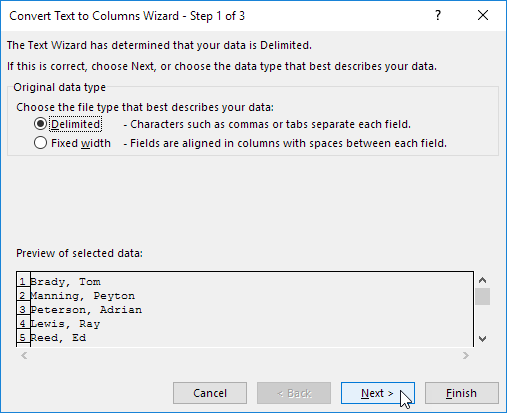 Convert Text to Columns Wizard - Step 1 of 3
The Text Wizard has determined that your data is Delimited.
If this is correct, choose Next, or choose the data type that best describes your data.
Original data type
Choose the file type that best describes your data:
Delimited - Characters such as commas or tabs separate each field.
Fixed width - Fields are aligned in columns with spaces between each field.
Preview of selected data:
1 Brady, Tom
2 Manning, Peyton
3 Peterson, Adrian
4 Lewis, Ray
5 Reed, Ed
Cancel < Back Next > Finish